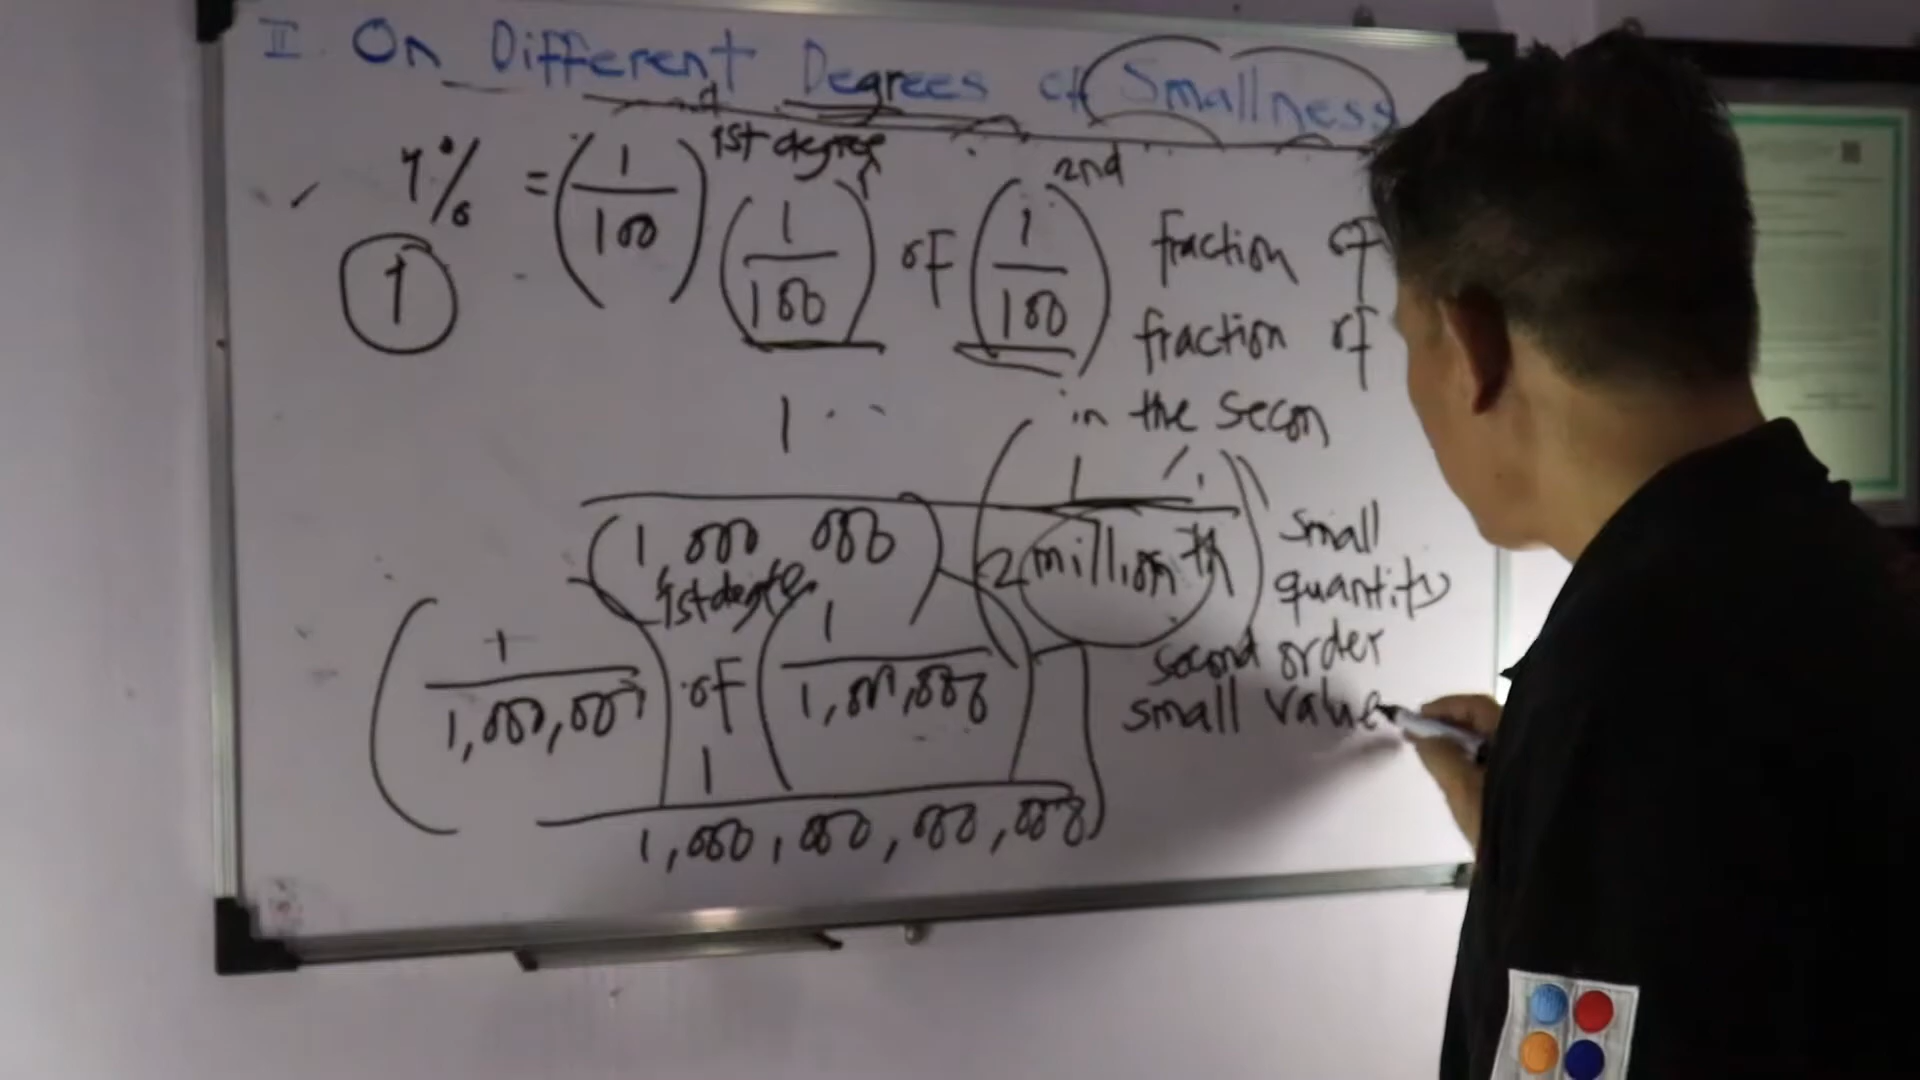 II On Different Degrees of Smallness
1st degree
2nd
1% = (1/100) (1/100) of (1/100) fraction of
1
fraction of
in the secon
1
1
1,000 000
2 millionth
small
quantity
1st degree
second order
(1/1,000,000) of (1/1,000,000)
small value
1
1,000,000,000,000